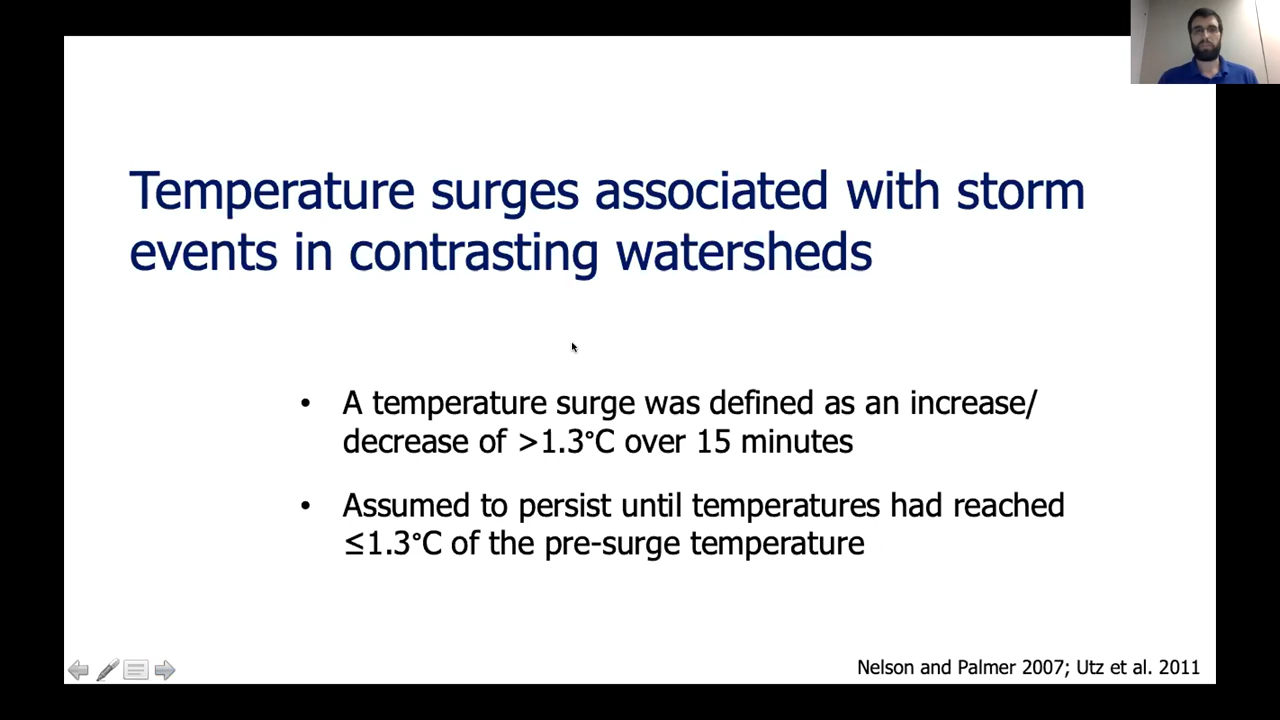 Temperature surges associated with storm
events in contrasting watersheds
• A temperature surge was defined as an increase/
decrease of >1.3°C over 15 minutes
• Assumed to persist until temperatures had reached
≤1.3°C of the pre-surge temperature
Nelson and Palmer 2007; Utz et al. 2011